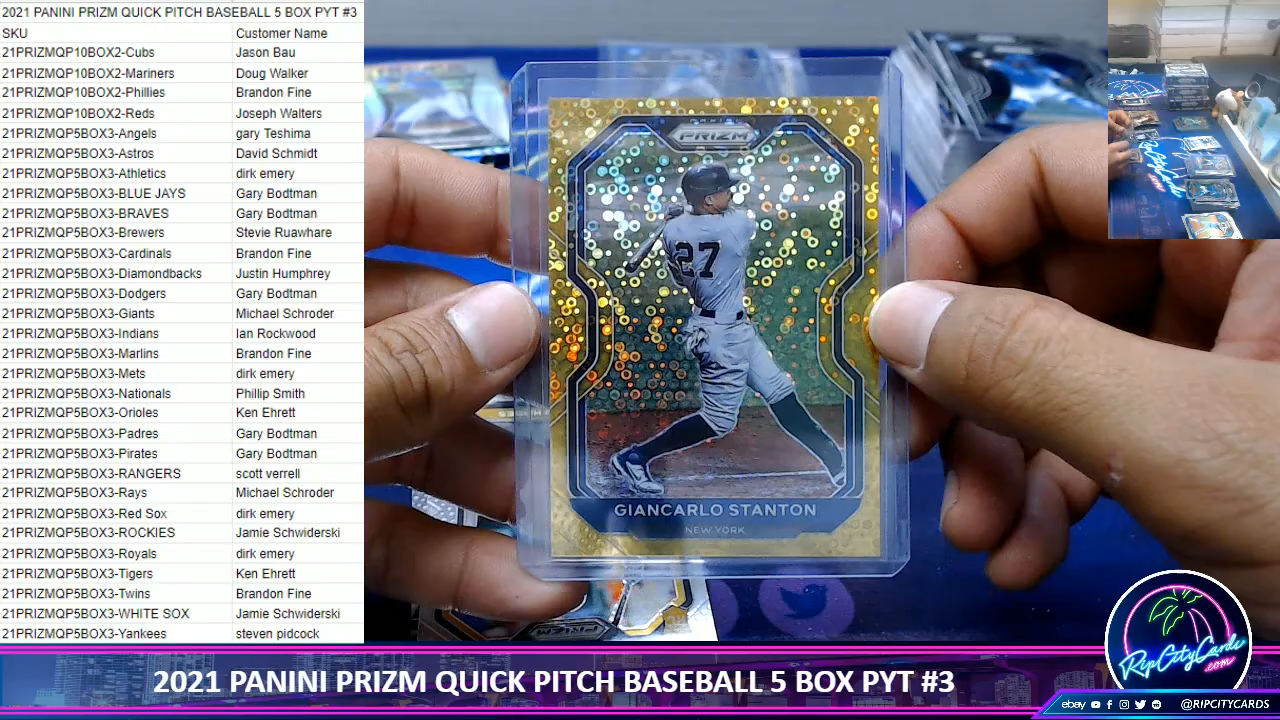 2021 PANINI PRIZM QUICK PITCH BASEBALL 5 BOX PYT #3
SKU Customer Name
21PRIZMQP10BOX2-Cubs Jason Bau
21PRIZMQP10BOX2-Mariners Doug Walker
21PRIZMQP10BOX2-Phillies Brandon Fine
21PRIZMQP10BOX2-Reds Joseph Walters
21PRIZMQP5BOX3-Angels gary Teshima
21PRIZMQP5BOX3-Astros David Schmidt
21PRIZMQP5BOX3-Athletics dirk emery
21PRIZMQP5BOX3-BLUE JAYS Gary Bodtman
21PRIZMQP5BOX3-BRAVES Gary Bodtman
21PRIZMQP5BOX3-Brewers Stevie Ruawhare
21PRIZMQP5BOX3-Cardinals Brandon Fine
21PRIZMQP5BOX3-Diamondbacks Justin Humphrey
21PRIZMQP5BOX3-Dodgers Gary Bodtman
21PRIZMQP5BOX3-Giants Michael Schroder
21PRIZMQP5BOX3-Indians Ian Rockwood
21PRIZMQP5BOX3-Marlins Brandon Fine
21PRIZMQP5BOX3-Mets dirk emery
21PRIZMQP5BOX3-Nationals Phillip Smith
21PRIZMQP5BOX3-Orioles Ken Ehrett
21PRIZMQP5BOX3-Padres Gary Bodtman
21PRIZMQP5BOX3-Pirates Gary Bodtman
21PRIZMQP5BOX3-RANGERS scott verrell
21PRIZMQP5BOX3-Rays Michael Schroder
21PRIZMQP5BOX3-Red Sox dirk emery
21PRIZMQP5BOX3-ROCKIES Jamie Schwiderski
21PRIZMQP5BOX3-Royals dirk emery
21PRIZMQP5BOX3-Tigers Ken Ehrett
21PRIZMQP5BOX3-Twins Brandon Fine
21PRIZMQP5BOX3-WHITE SOX Jamie Schwiderski
21PRIZMQP5BOX3-Yankees steven pidcock
PRIZM
27
GIANCARLO STANTON
NEW YORK
PRIZM
2021 PANINI PRIZM QUICK PITCH BASEBALL 5 BOX PYT #3
RipCityCards
.com
ebay @RIPCITYCARDS